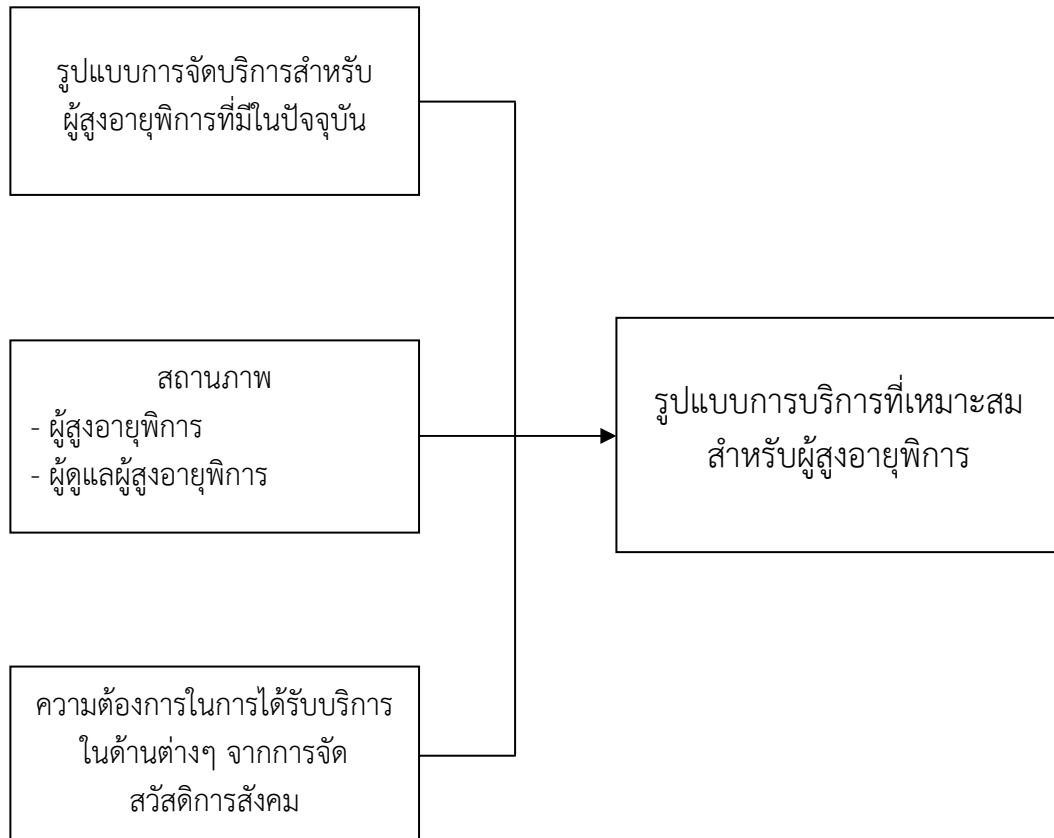 รูปแบบการจัดบริการสำหรับ
ผู้สูงอายุพิการที่มีในปัจจุบัน
สถานภาพ
- ผู้สูงอายุพิการ
- ผู้ดูแลผู้สูงอายุพิการ
รูปแบบการบริการที่เหมาะสม
สำหรับผู้สูงอายุพิการ
ความต้องการในการได้รับบริการ
ในด้านต่างๆ จากการจัด
สวัสดิการสังคม